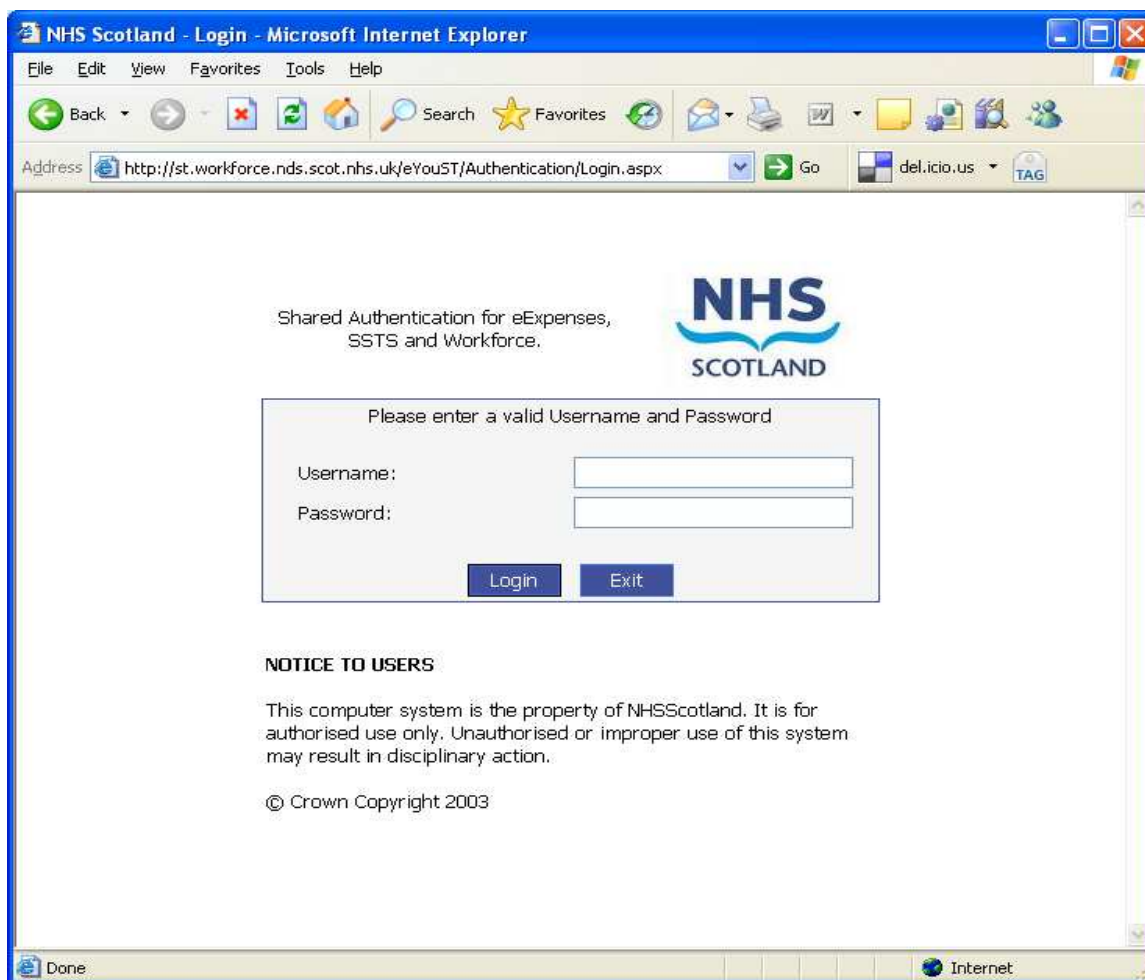 NHS Scotland - Login - Microsoft Internet Explorer
File Edit View Favorites Tools Help
Back Search Favorites W
Address http://st.workforce.nds.scot.nhs.uk/eYouST/Authentication/Login.aspx Go del.icio.us TAG
Shared Authentication for eExpenses,
SSTS and Workforce.
NHS
SCOTLAND
Please enter a valid Username and Password
Username:
Password:
Login Exit
NOTICE TO USERS
This computer system is the property of NHSScotland. It is for
authorised use only. Unauthorised or improper use of this system
may result in disciplinary action.
© Crown Copyright 2003
Done Internet